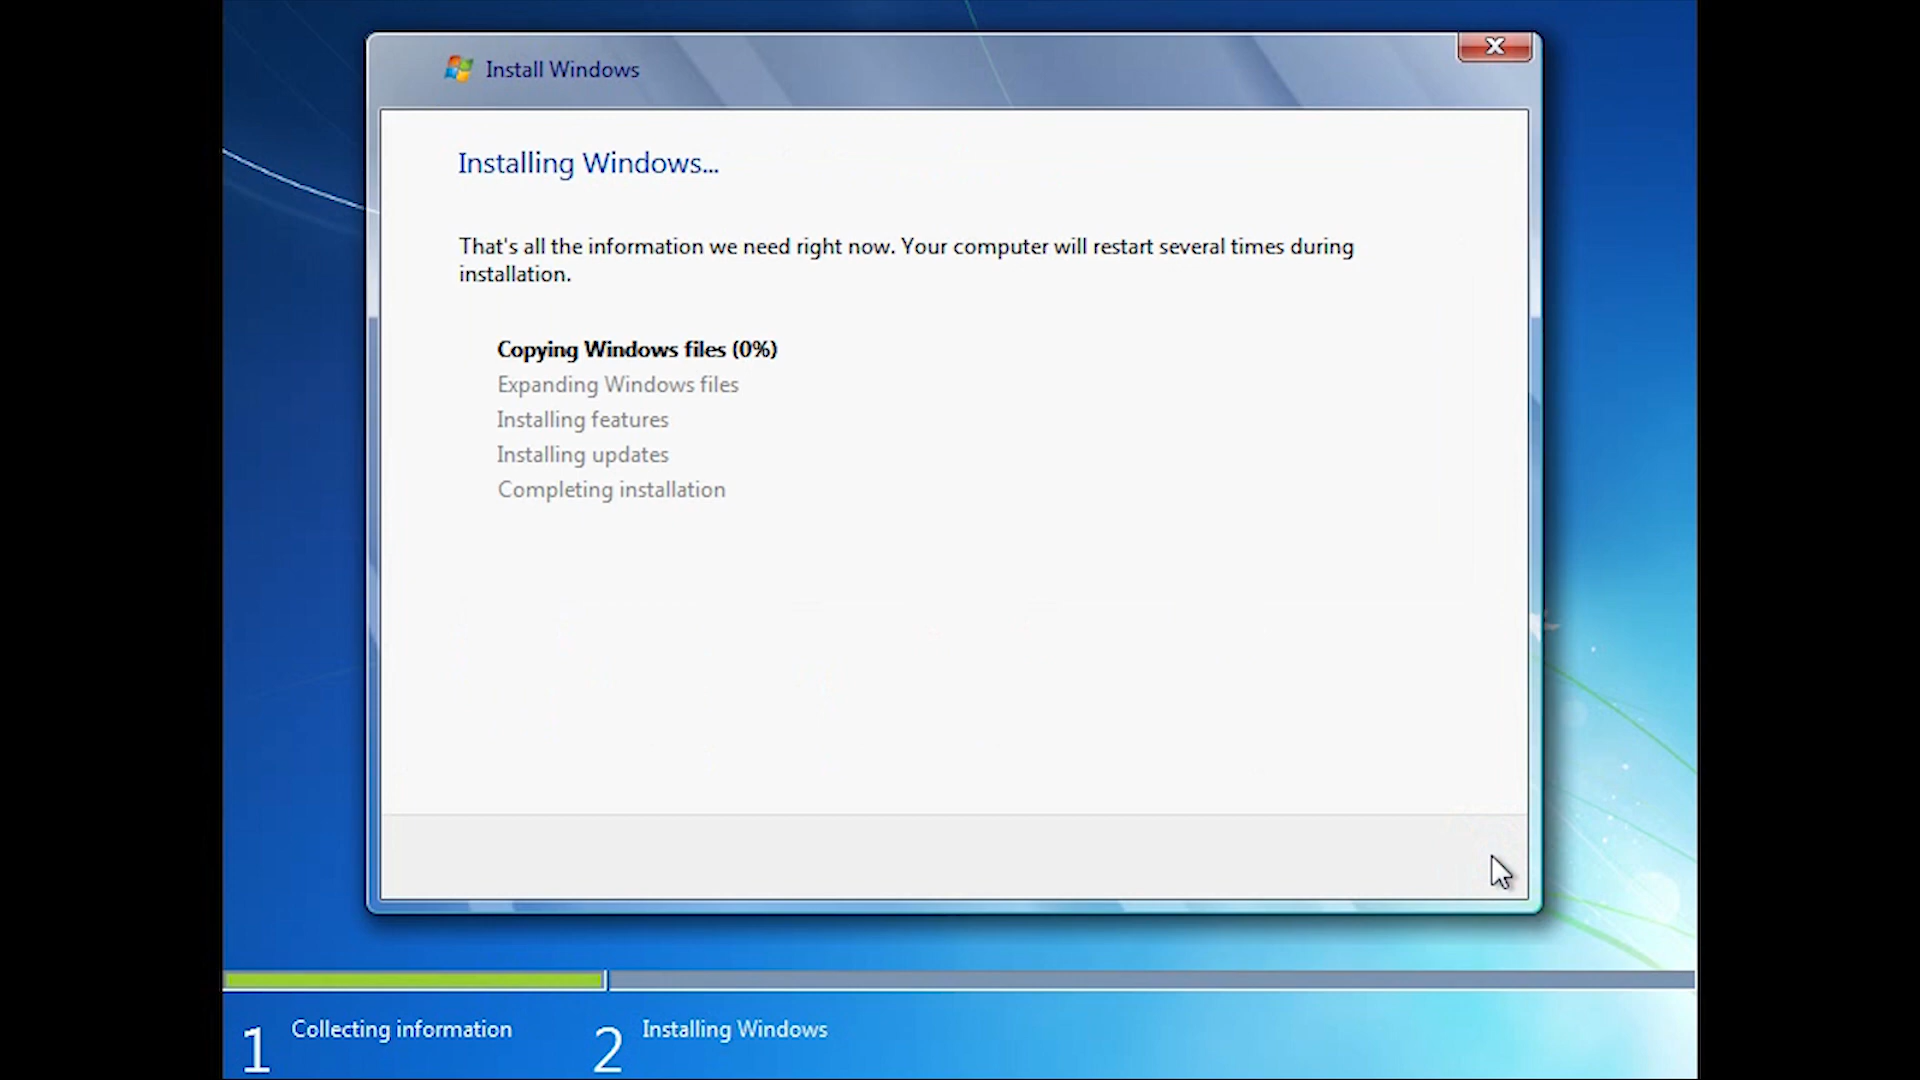 Install Windows
Installing Windows...
That's all the information we need right now. Your computer will restart several times during
installation.
Copying Windows files (0%)
Expanding Windows files
Installing features
Installing updates
Completing installation
1 Collecting information
2 Installing Windows